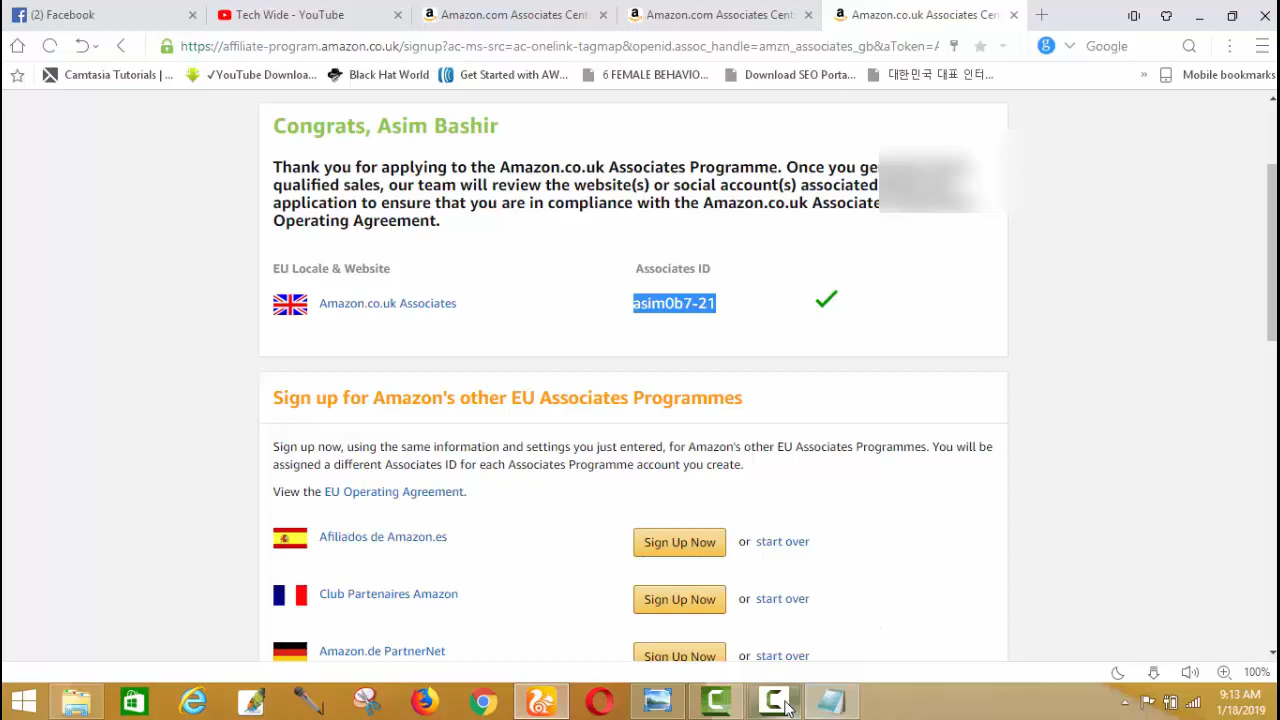 (2) Facebook
Tech Wide - YouTube
Amazon.com Associates Cent
Amazon.com Associates Cent
Amazon.co.uk Associates Cen
https://affiliate-program.amazon.co.uk/signup?ac-ms-src=ac-onelink-tagmap&openid.assoc_handle=amzn_associates_gb&aToken=A
Google
Camtasia Tutorials | ...
✓YouTube Downloa...
Black Hat World
Get Started with AW...
6 FEMALE BEHAVIO...
Download SEO Porta...
대한민국 대표 인터...
»
Mobile bookmarks
Congrats, Asim Bashir
Thank you for applying to the Amazon.co.uk Associates Programme. Once you ge
qualified sales, our team will review the website(s) or social account(s) associated
application to ensure that you are in compliance with the Amazon.co.uk Associate
Operating Agreement.
EU Locale & Website
Associates ID
Amazon.co.uk Associates
asim0b7-21
Sign up for Amazon's other EU Associates Programmes
Sign up now, using the same information and settings you just entered, for Amazon's other EU Associates Programmes. You will be
assigned a different Associates ID for each Associates Programme account you create.
View the EU Operating Agreement.
Afiliados de Amazon.es
Sign Up Now or start over
Club Partenaires Amazon
Sign Up Now or start over
Amazon.de PartnerNet
Sign Up Now or start over
100%
9:13 AM
1/18/2019